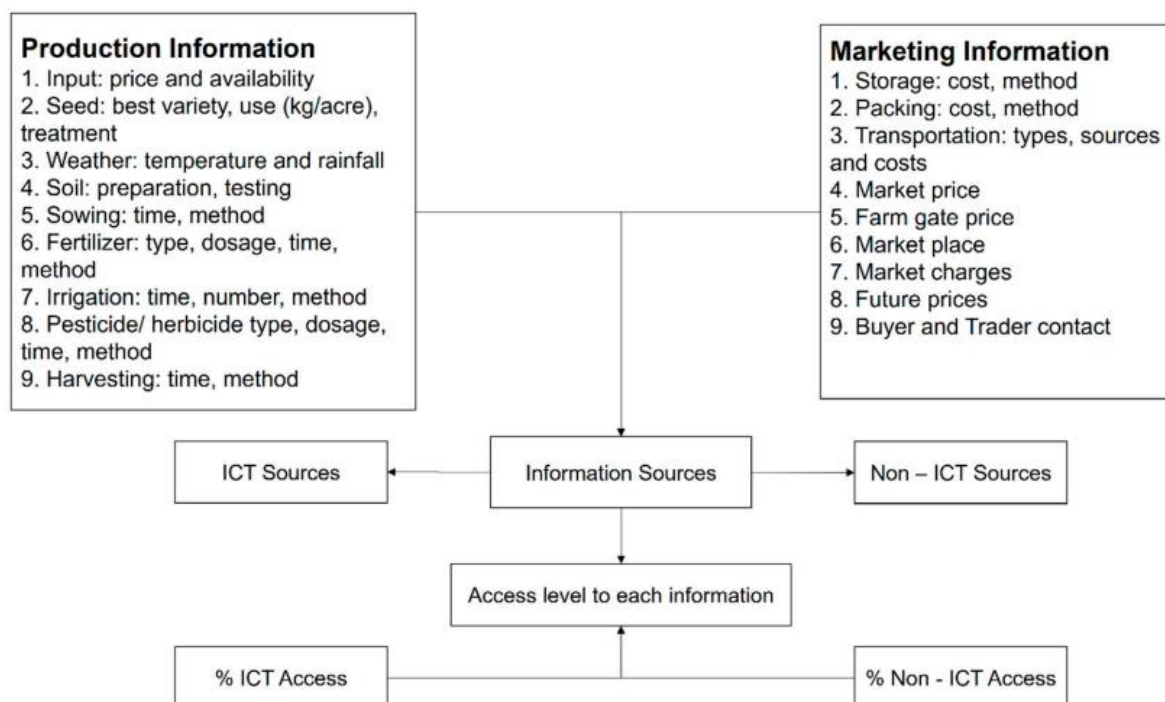 Production Information
1. Input: price and availability
2. Seed: best variety, use (kg/acre),
treatment
3. Weather: temperature and rainfall
4. Soil: preparation, testing
5. Sowing: time, method
6. Fertilizer: type, dosage, time,
method
7. Irrigation: time, number, method
8. Pesticide/ herbicide type, dosage,
time, method
9. Harvesting: time, method
Marketing Information
1. Storage: cost, method
2. Packing: cost, method
3. Transportation: types, sources
and costs
4. Market price
5. Farm gate price
6. Market place
7. Market charges
8. Future prices
9. Buyer and Trader contact
ICT Sources
Information Sources
Non – ICT Sources
Access level to each information
% ICT Access
% Non - ICT Access